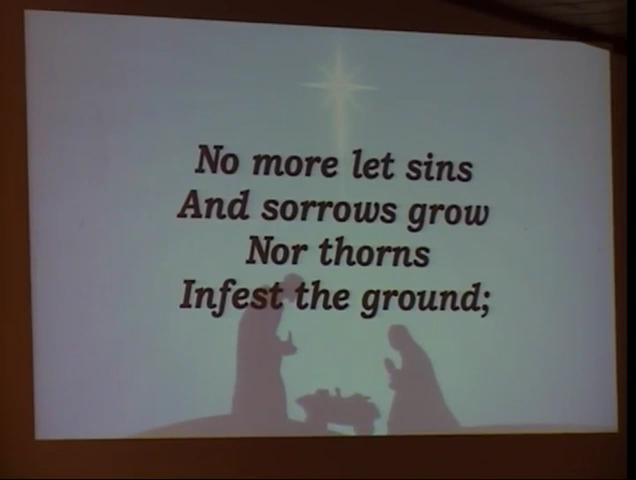 No more let sins
And sorrows grow
Nor thorns
Infest the ground;